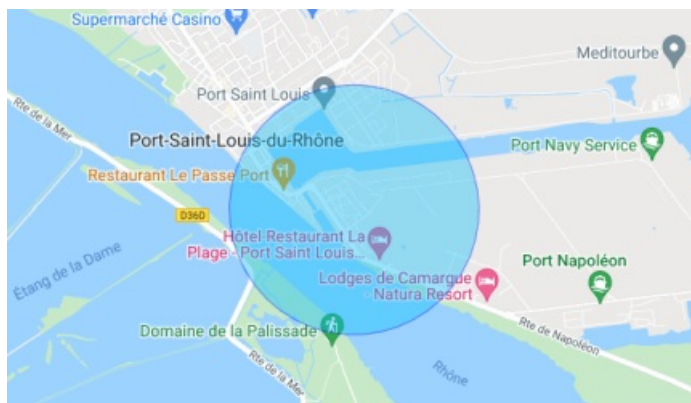 Supermarché Casino
Meditourbe
Rte de la Mer
Port Saint Louis
Port-Saint-Louis-du-Rhône
Port Navy Service
Restaurant Le Passe Port
D36D
Hôtel Restaurant La
Plage - Port Saint Louis...
Étang de la Dame
Port Napoléon
Lodges de Camargue
- Natura Resort
Domaine de la Palissade
Rte de Napoléon
Rte de la Mer
Rhône